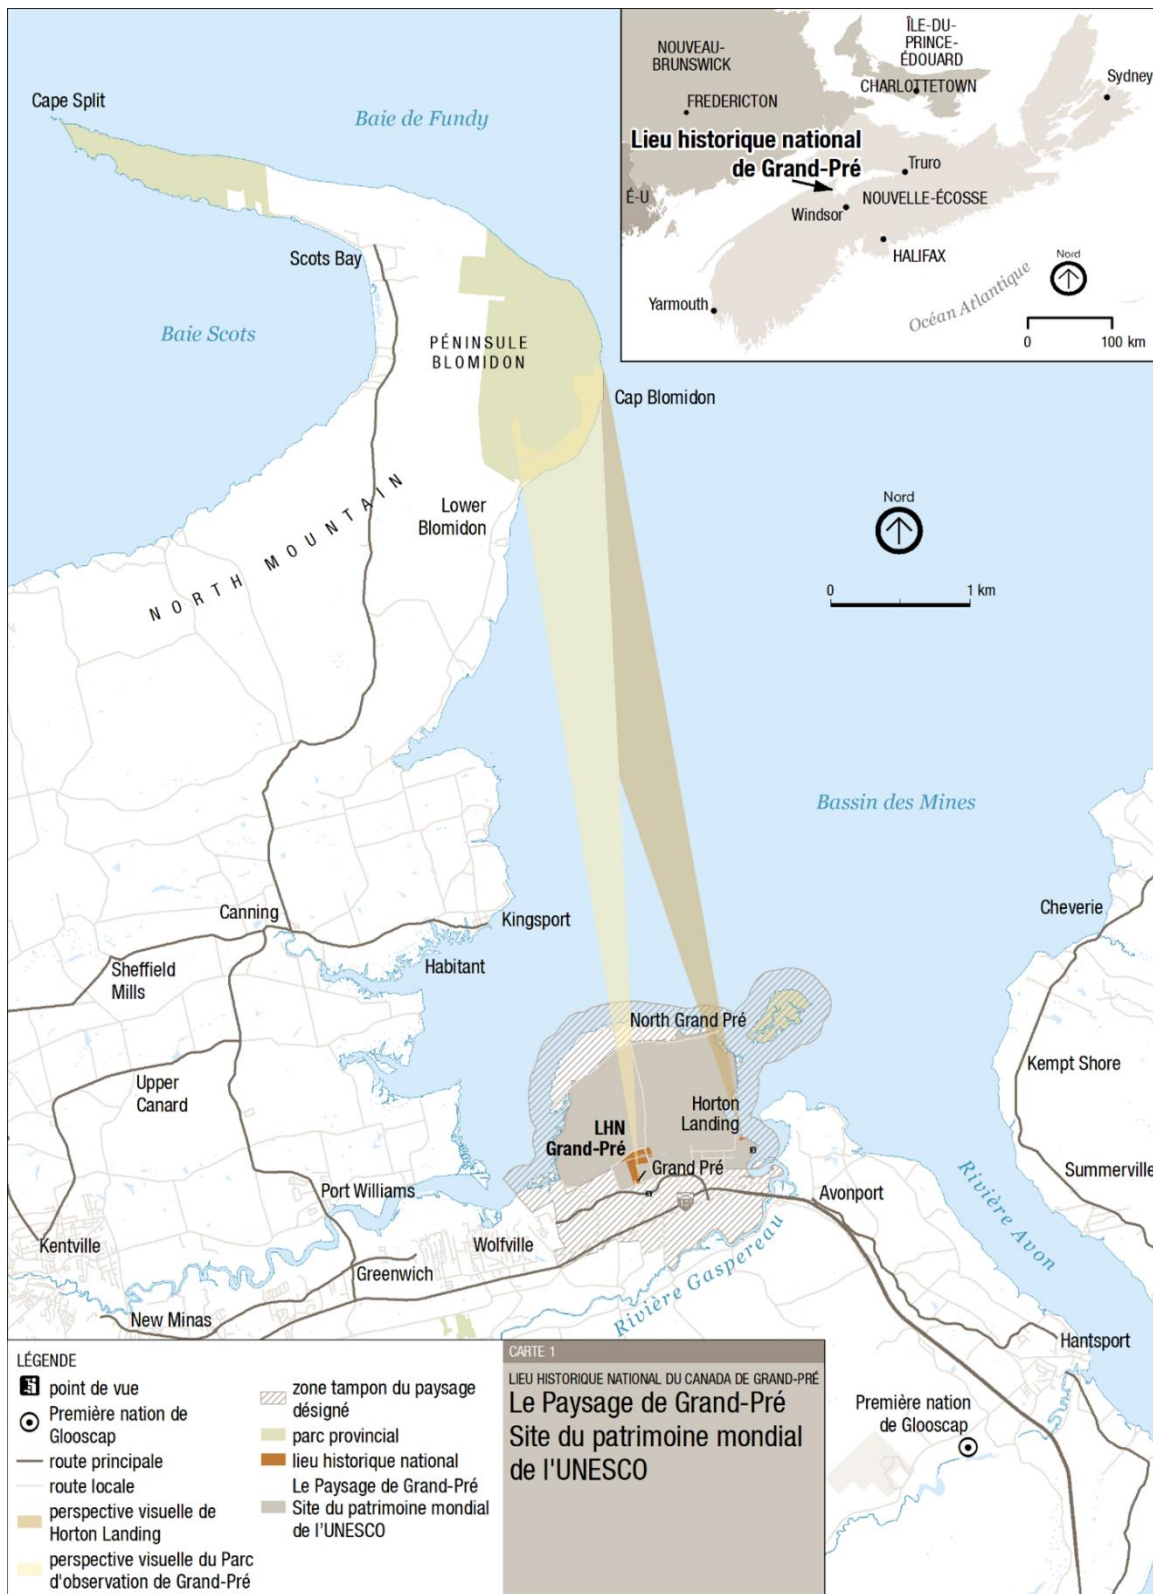 NOUVEAU-
BRUNSWICK
ÎLE-DU-
PRINCE-
ÉDOUARD
CHARLOTTETOWN
Sydney
FREDERICTON
Lieu historique national
de Grand-Pré
Truro
É-U
NOUVELLE-ÉCOSSE
Windsor
HALIFAX
Nord
Yarmouth
Océan Atlantique
0 100 km
Cape Split
Baie de Fundy
Scots Bay
Baie Scots
PÉNINSULE
BLOMIDON
Cap Blomidon
Lower
Blomidon
NORTH MOUNTAIN
Nord
0 1 km
Bassin des Mines
Canning
Kingsport
Cheverie
Sheffield
Mills
Habitant
North Grand Pré
Kempt Shore
Upper
Canard
Horton
Landing
LHN
Grand-Pré
Grand Pré
Summerville
Port Williams
Avonport
Rivière Avon
Kentville
Wolfville
Greenwich
Rivière Gaspereau
New Minas
Hantsport
Première nation
de Glooscap
LÉGENDE
point de vue
Première nation de
Glooscap
route principale
route locale
perspective visuelle de
Horton Landing
perspective visuelle du Parc
d'observation de Grand-Pré
zone tampon du paysage
désigné
parc provincial
lieu historique national
Le Paysage de Grand-Pré
Site du patrimoine mondial
de l'UNESCO
CARTE 1
LIEU HISTORIQUE NATIONAL DU CANADA DE GRAND-PRÉ
Le Paysage de Grand-Pré
Site du patrimoine mondial
de l'UNESCO